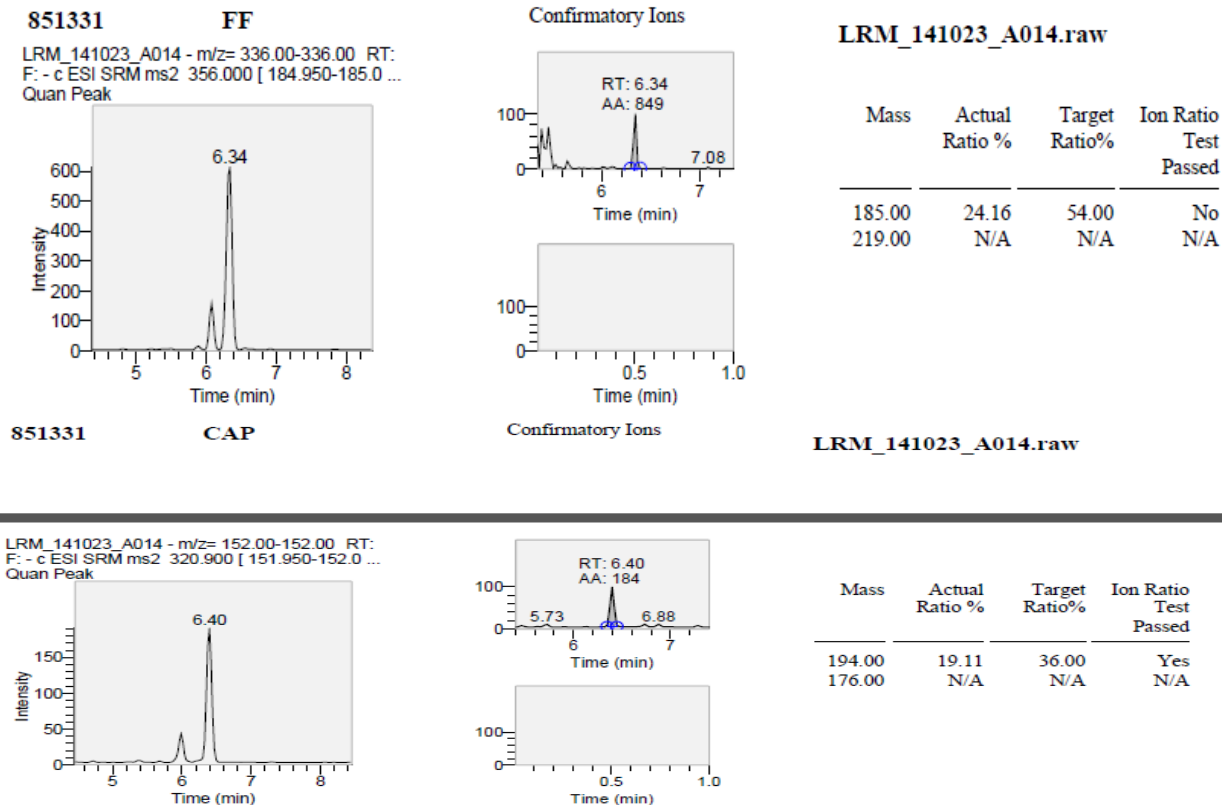 851331 FF Confirmatory Ions LRM_141023_A014.raw
LRM_141023_A014 - m/z= 336.00-336.00 RT:
F: - c ESI SRM ms2 356.000 [ 184.950-185.0 ...
Quan Peak
6.34
600
500
400
300
200
100
0
Intensity
5 6 7 8
Time (min)
RT: 6.34
AA: 849
100
0
7.08
6 7
Time (min)
100
0
0.5 1.0
Time (min)
Mass Actual Ratio % Target Ratio% Ion Ratio Test Passed
185.00 24.16 54.00 No
219.00 N/A N/A N/A
851331 CAP Confirmatory Ions LRM_141023_A014.raw
LRM_141023_A014 - m/z= 152.00-152.00 RT:
F: - c ESI SRM ms2 320.900 [ 151.950-152.0 ...
Quan Peak
6.40
150
100
50
0
Intensity
5 6 7 8
Time (min)
RT: 6.40
AA: 184
100
0
5.73 6.88
6 7
Time (min)
100
0
0.5 1.0
Time (min)
Mass Actual Ratio % Target Ratio% Ion Ratio Test Passed
194.00 19.11 36.00 Yes
176.00 N/A N/A N/A